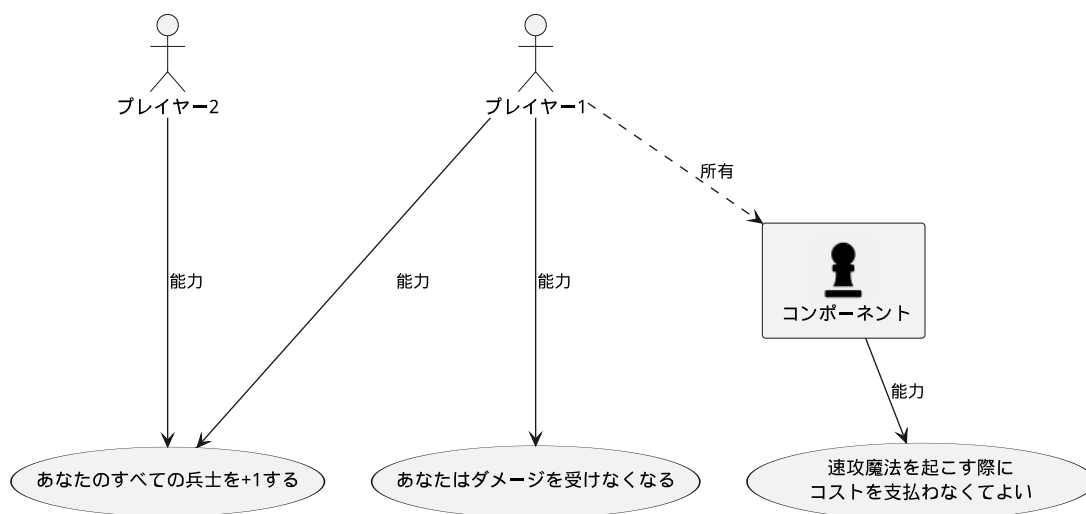 プレイヤー2
プレイヤー1
所有
能力
能力
能力
コンポーネント
能力
あなたのすべての兵士を+1する
あなたはダメージを受けなくなる
速攻魔法を起こす際に
コストを支払わなくてよい